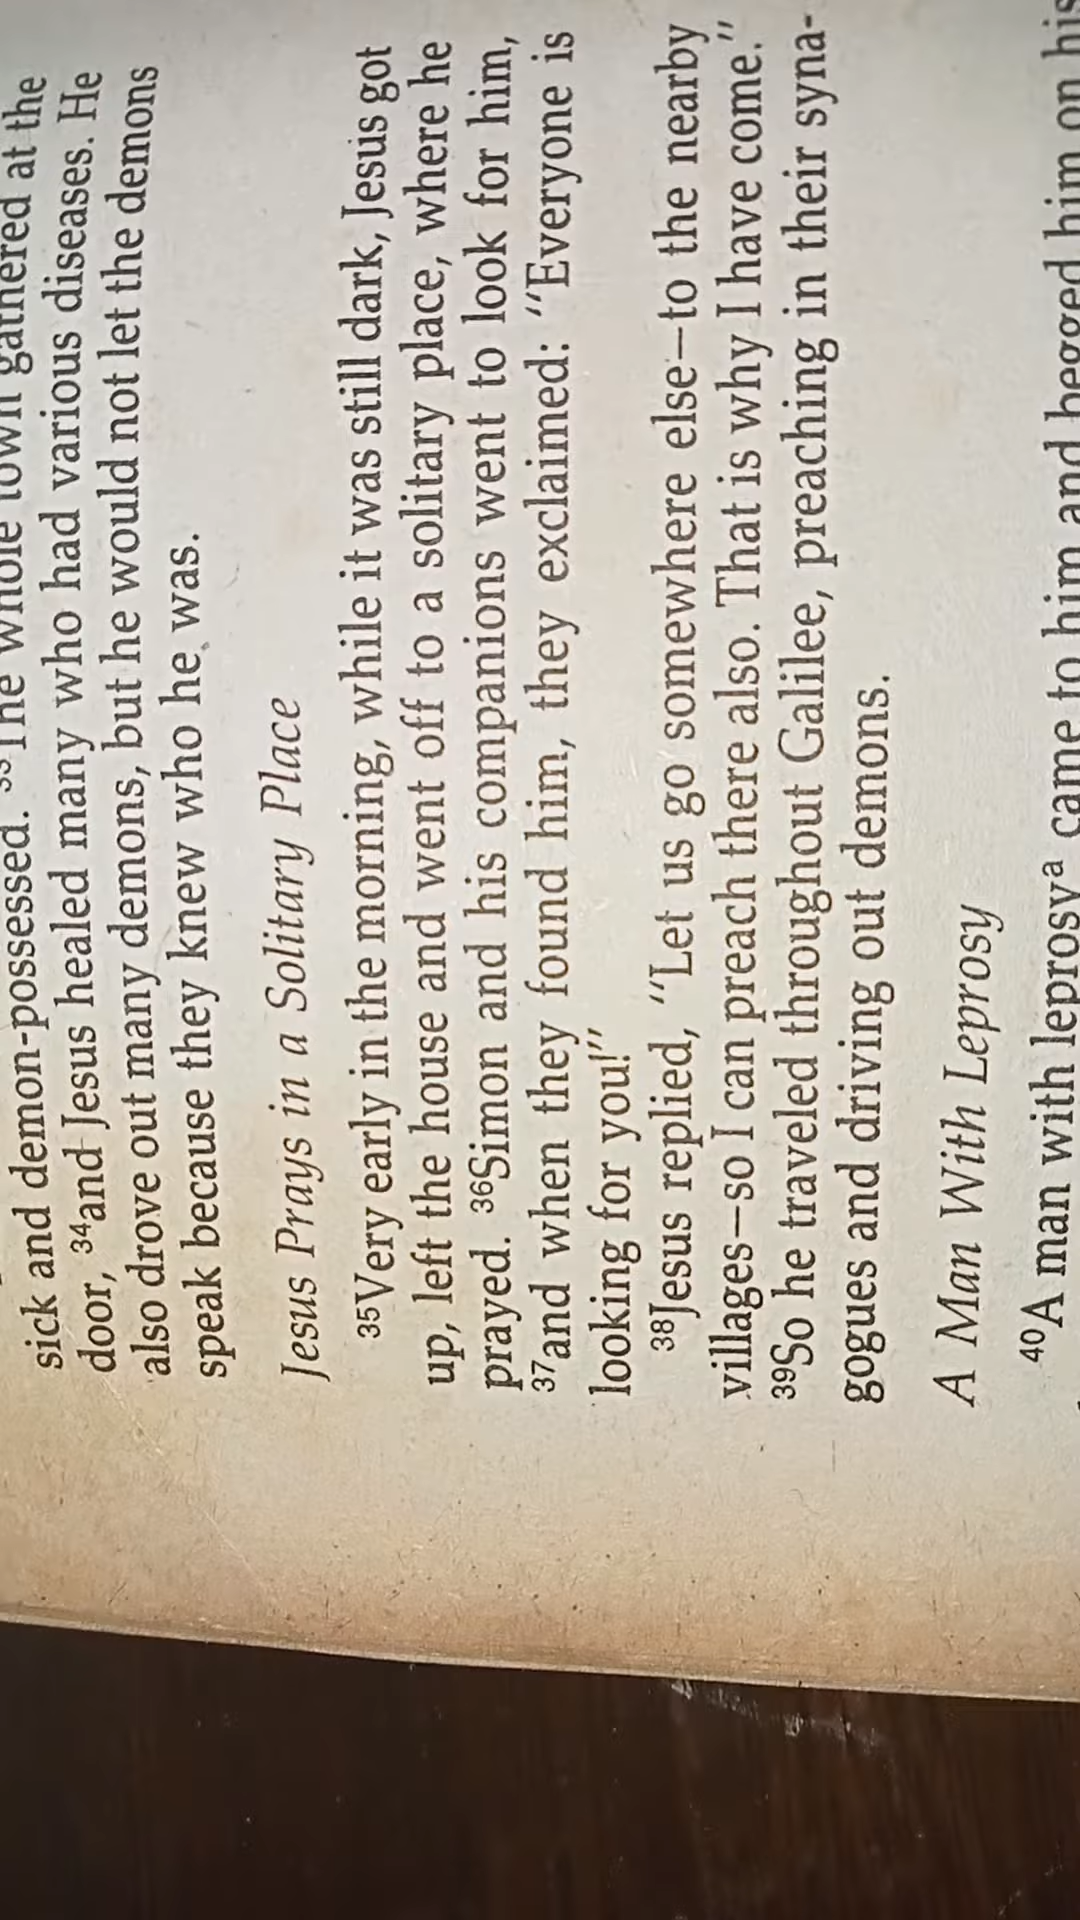 sick and demon-possessed. ³³The whole town gathered at the
door, ³⁴and Jesus healed many who had various diseases. He
also drove out many demons, but he would not let the demons
speak because they knew who he was.
Jesus Prays in a Solitary Place
³⁵Very early in the morning, while it was still dark, Jesus got
up, left the house and went off to a solitary place, where he
prayed. ³⁶Simon and his companions went to look for him,
³⁷and when they found him, they exclaimed: "Everyone is
looking for you!"
³⁸Jesus replied, "Let us go somewhere else—to the nearby
villages—so I can preach there also. That is why I have come."
³⁹So he traveled throughout Galilee, preaching in their syna-
gogues and driving out demons.
A Man With Leprosy
⁴⁰A man with leprosyᵃ came to him and begged him on his